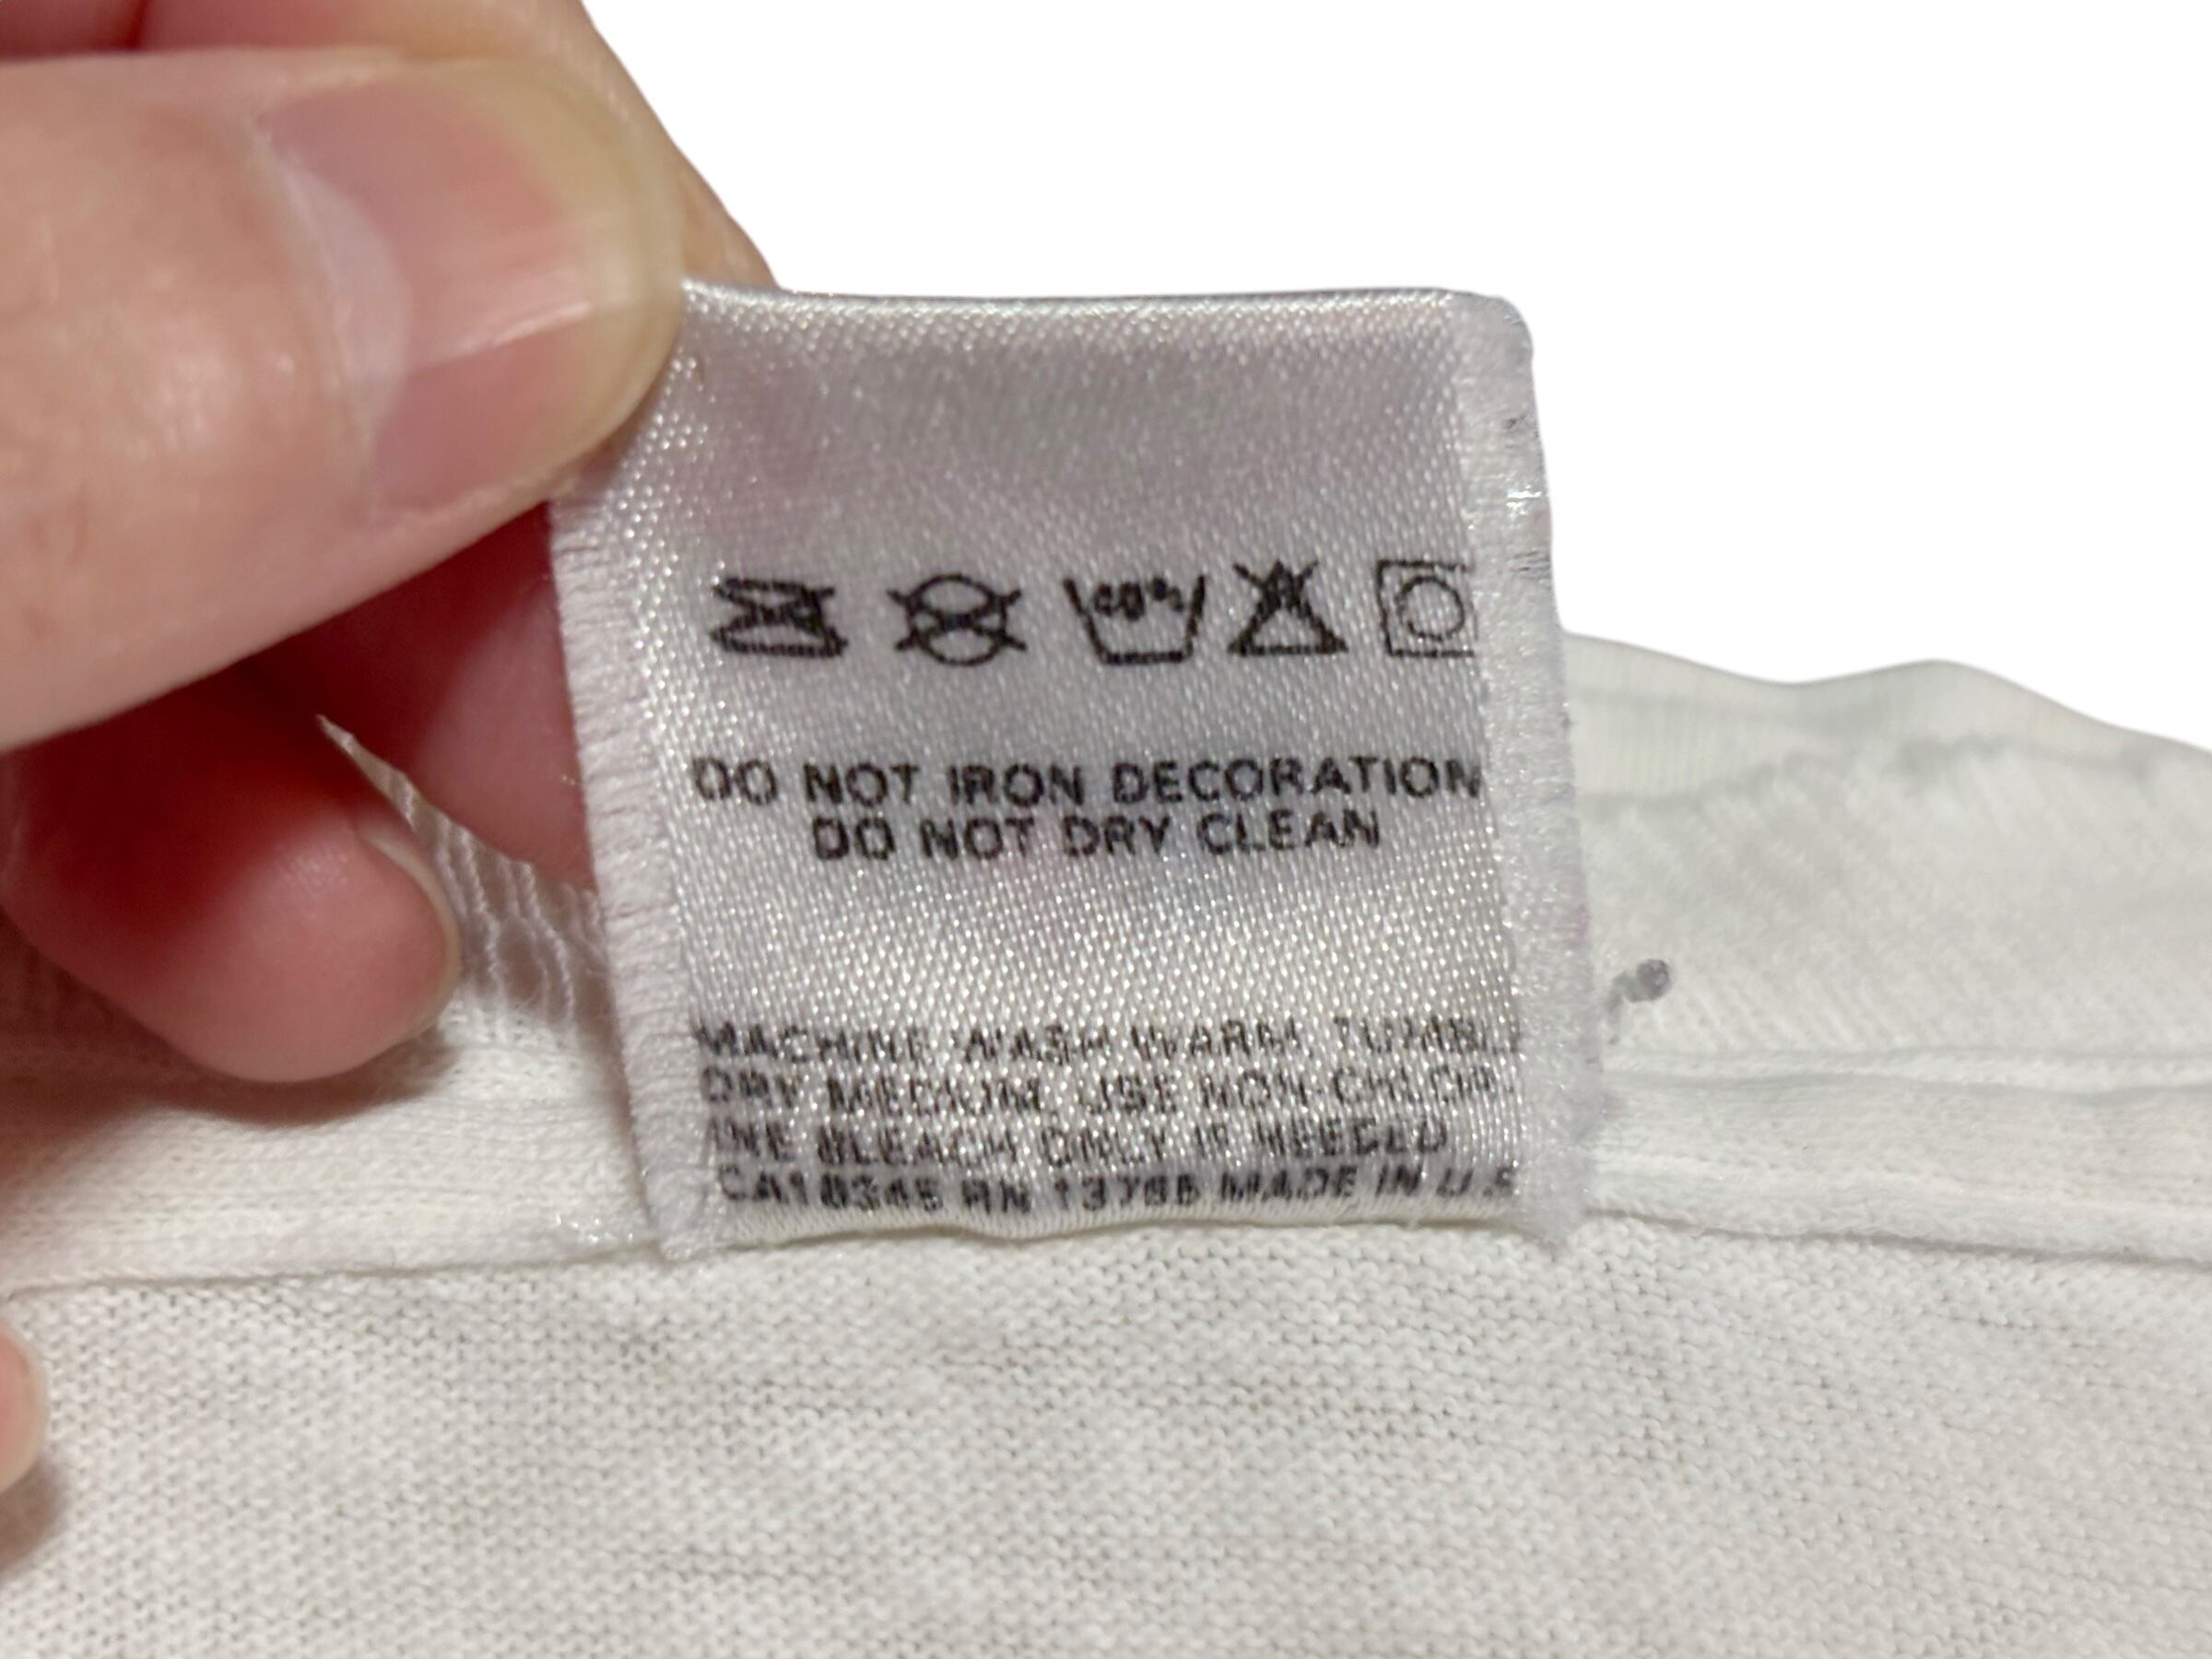 DO NOT IRON DECORATION
DO NOT DRY CLEAN
MACHINE WASH WARM TUMBL
DRY MEDIUM USE NON-CHLOR
INE BLEACH ONLY IF NEEDED
RN 13765 MADE IN U.S